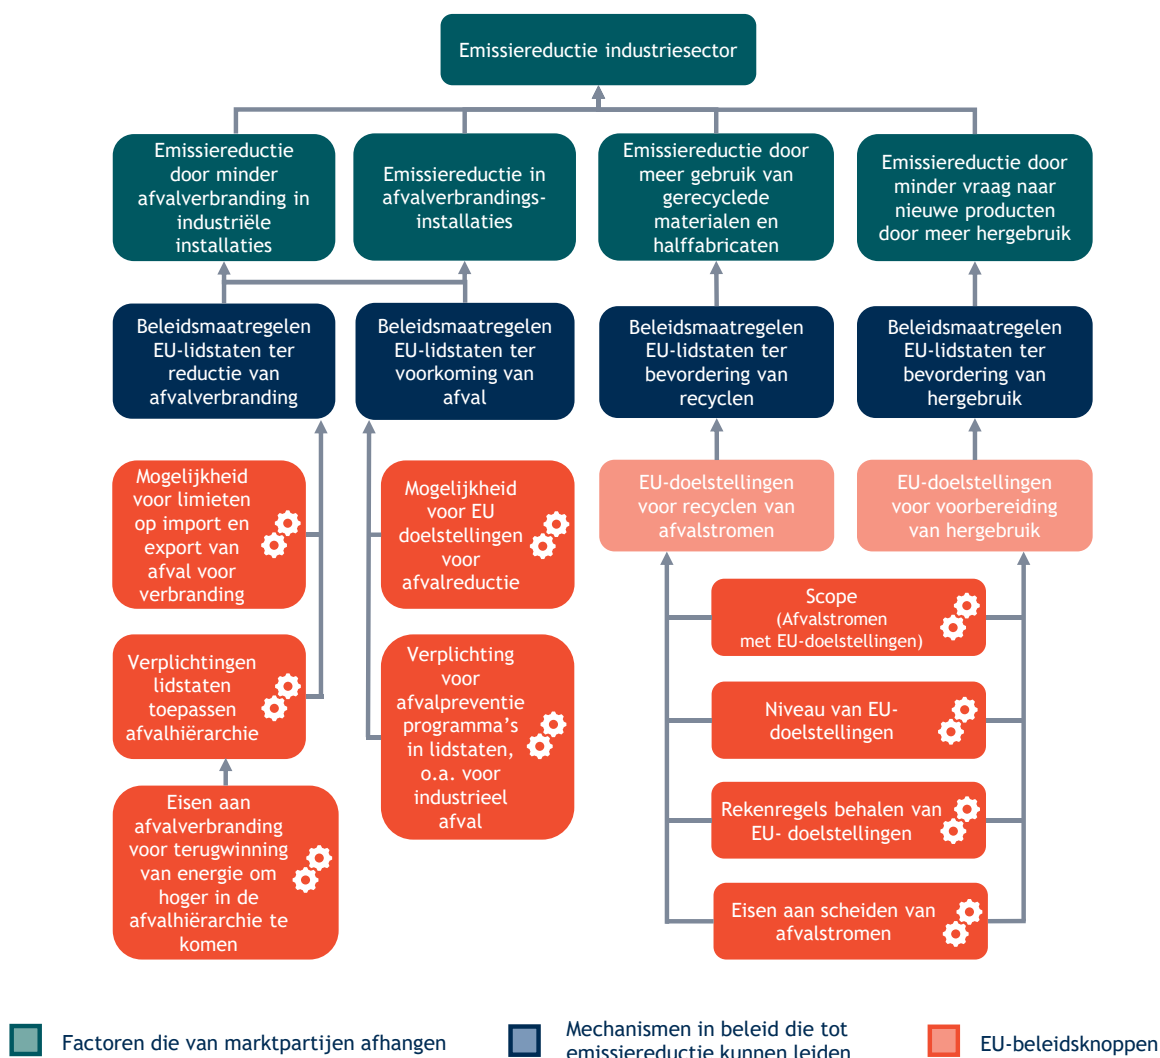 Emissiereductie industriesector
Emissiereductie
door minder
afvalverbranding in
industriële
installaties
Emissiereductie in
afvalverbrandings-
installaties
Emissiereductie door
meer gebruik van
gerecyclede
materialen en
halffabricaten
Emissiereductie door
minder vraag naar
nieuwe producten
door meer hergebruik
Beleidsmaatregelen
EU-lidstaten ter
reductie van
afvalverbranding
Beleidsmaatregelen
EU-lidstaten ter
voorkoming van
afval
Beleidsmaatregelen
EU-lidstaten ter
bevordering van
recyclen
Beleidsmaatregelen
EU-lidstaten ter
bevordering van
hergebruik
Mogelijkheid
voor limieten
op import en
export van
afval voor
verbranding
Mogelijkheid
voor EU
doelstellingen
voor
afvalreductie
EU-doelstellingen
voor recyclen van
afvalstromen
EU-doelstellingen
voor voorbereiding
van hergebruik
Scope
(Afvalstromen
met EU-doelstellingen)
Verplichtingen
lidstaten
toepassen
afvalhiërarchie
Verplichting
voor
afvalpreventie
programma's
in lidstaten,
o.a. voor
industrieel
afval
Niveau van EU-
doelstellingen
Rekenregels behalen van
EU- doelstellingen
Eisen aan
afvalverbranding
voor terugwinning
van energie om
hoger in de
afvalhiërarchie te
komen
Eisen aan scheiden van
afvalstromen
Factoren die van marktpartijen afhangen
Mechanismen in beleid die tot
emissiereductie kunnen leiden
EU-beleidsknoppen